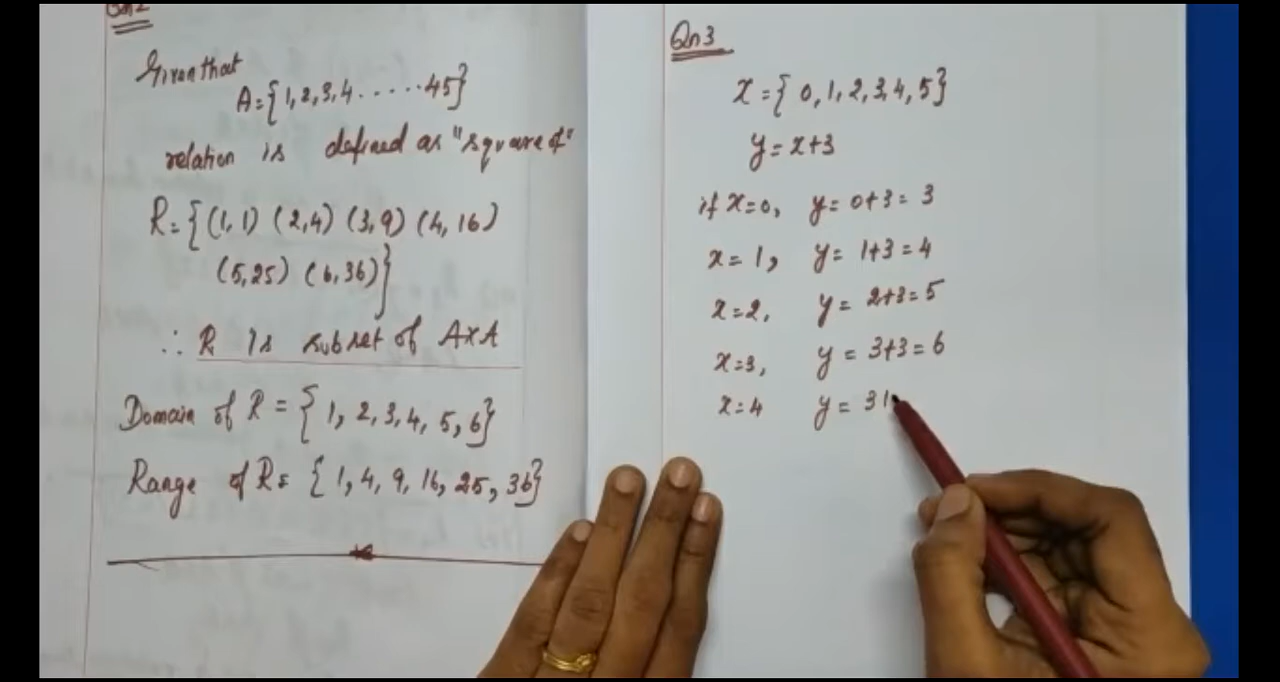 Qn2
Given that
A={1,2,3,4.....45}
relation is defined as "square of"
R={(1,1) (2,4) (3,9) (4,16)
(5,25) (6,36)}
∴ R is subset of A×A
Domain of R = {1, 2, 3, 4, 5, 6}
Range of R= {1, 4, 9, 16, 25, 36}
Qn3
x={0,1,2,3,4,5}
y=x+3
if x=0, y=0+3=3
x=1, y=1+3=4
x=2, y=2+3=5
x=3, y=3+3=6
x=4 y=3